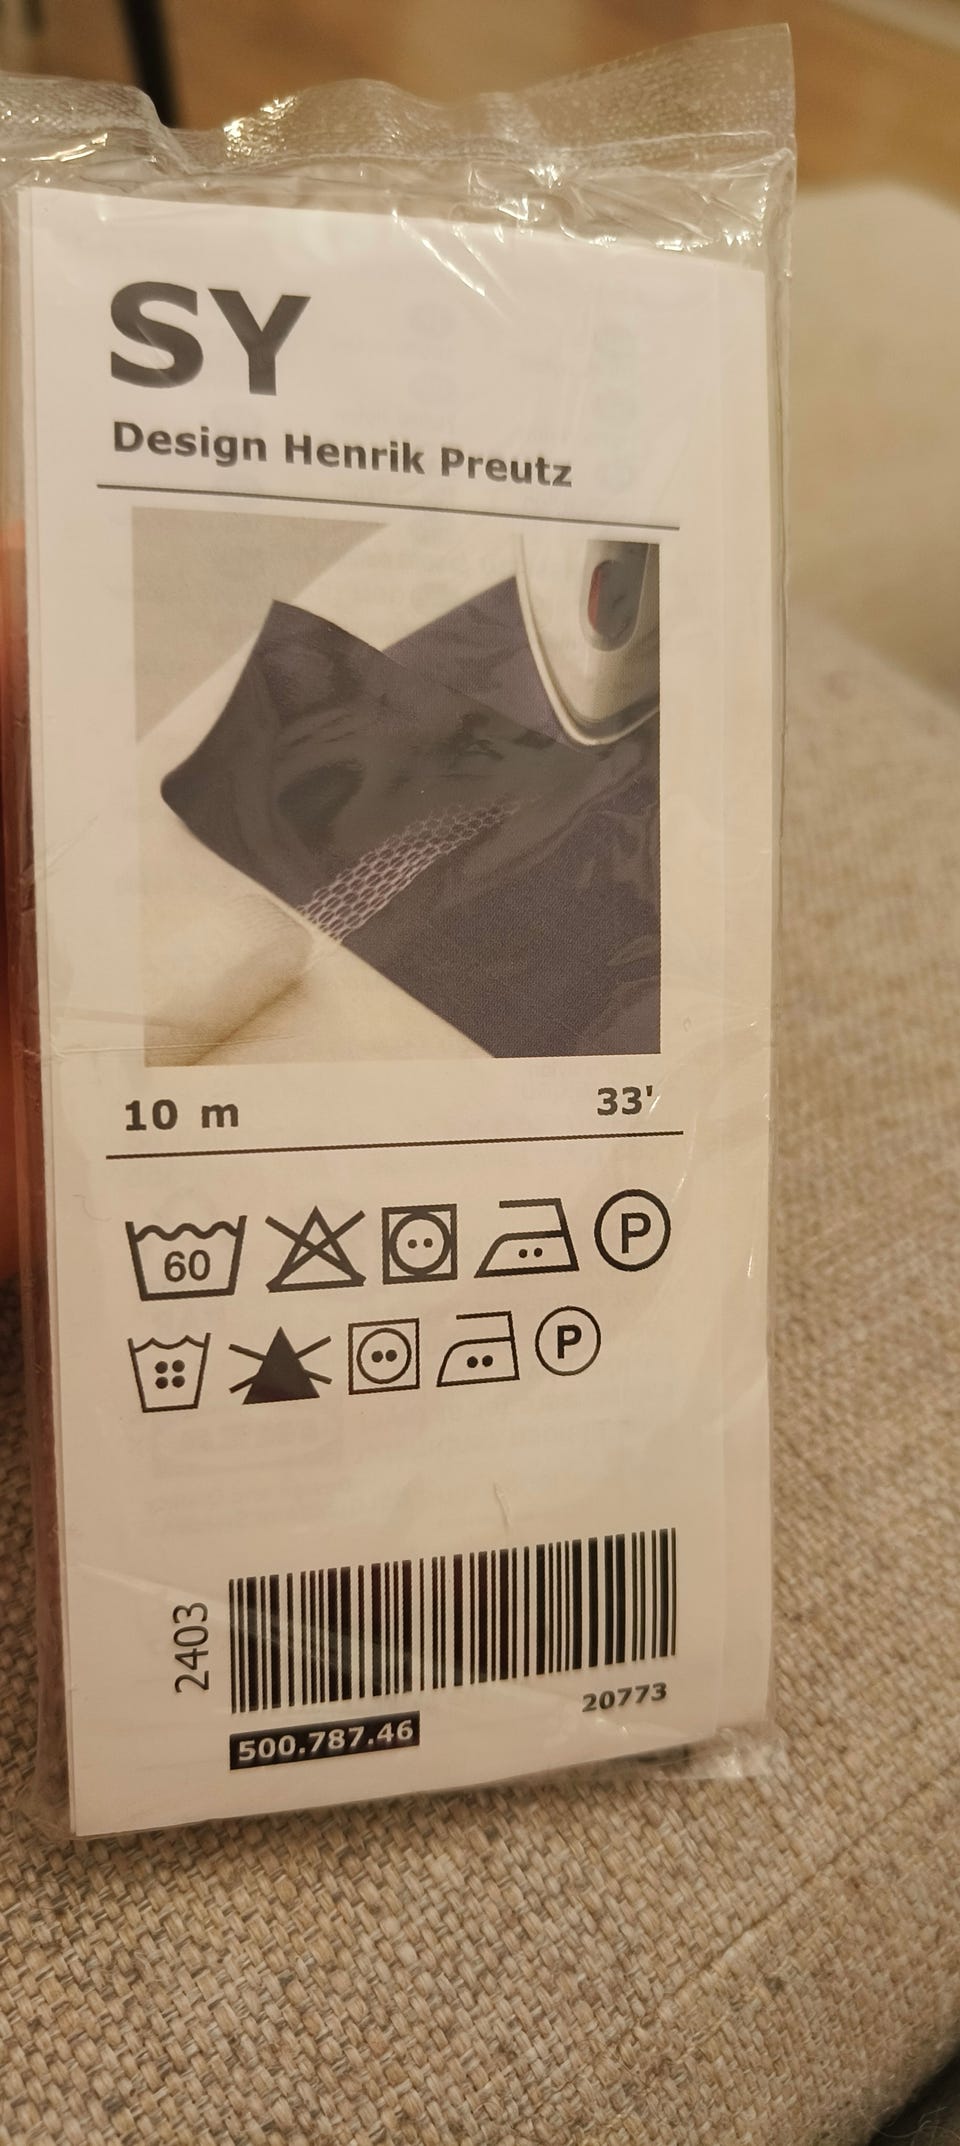 SY
Design Henrik Preutz
10 m 33'
60 P
P
2403
20773
500.787.46